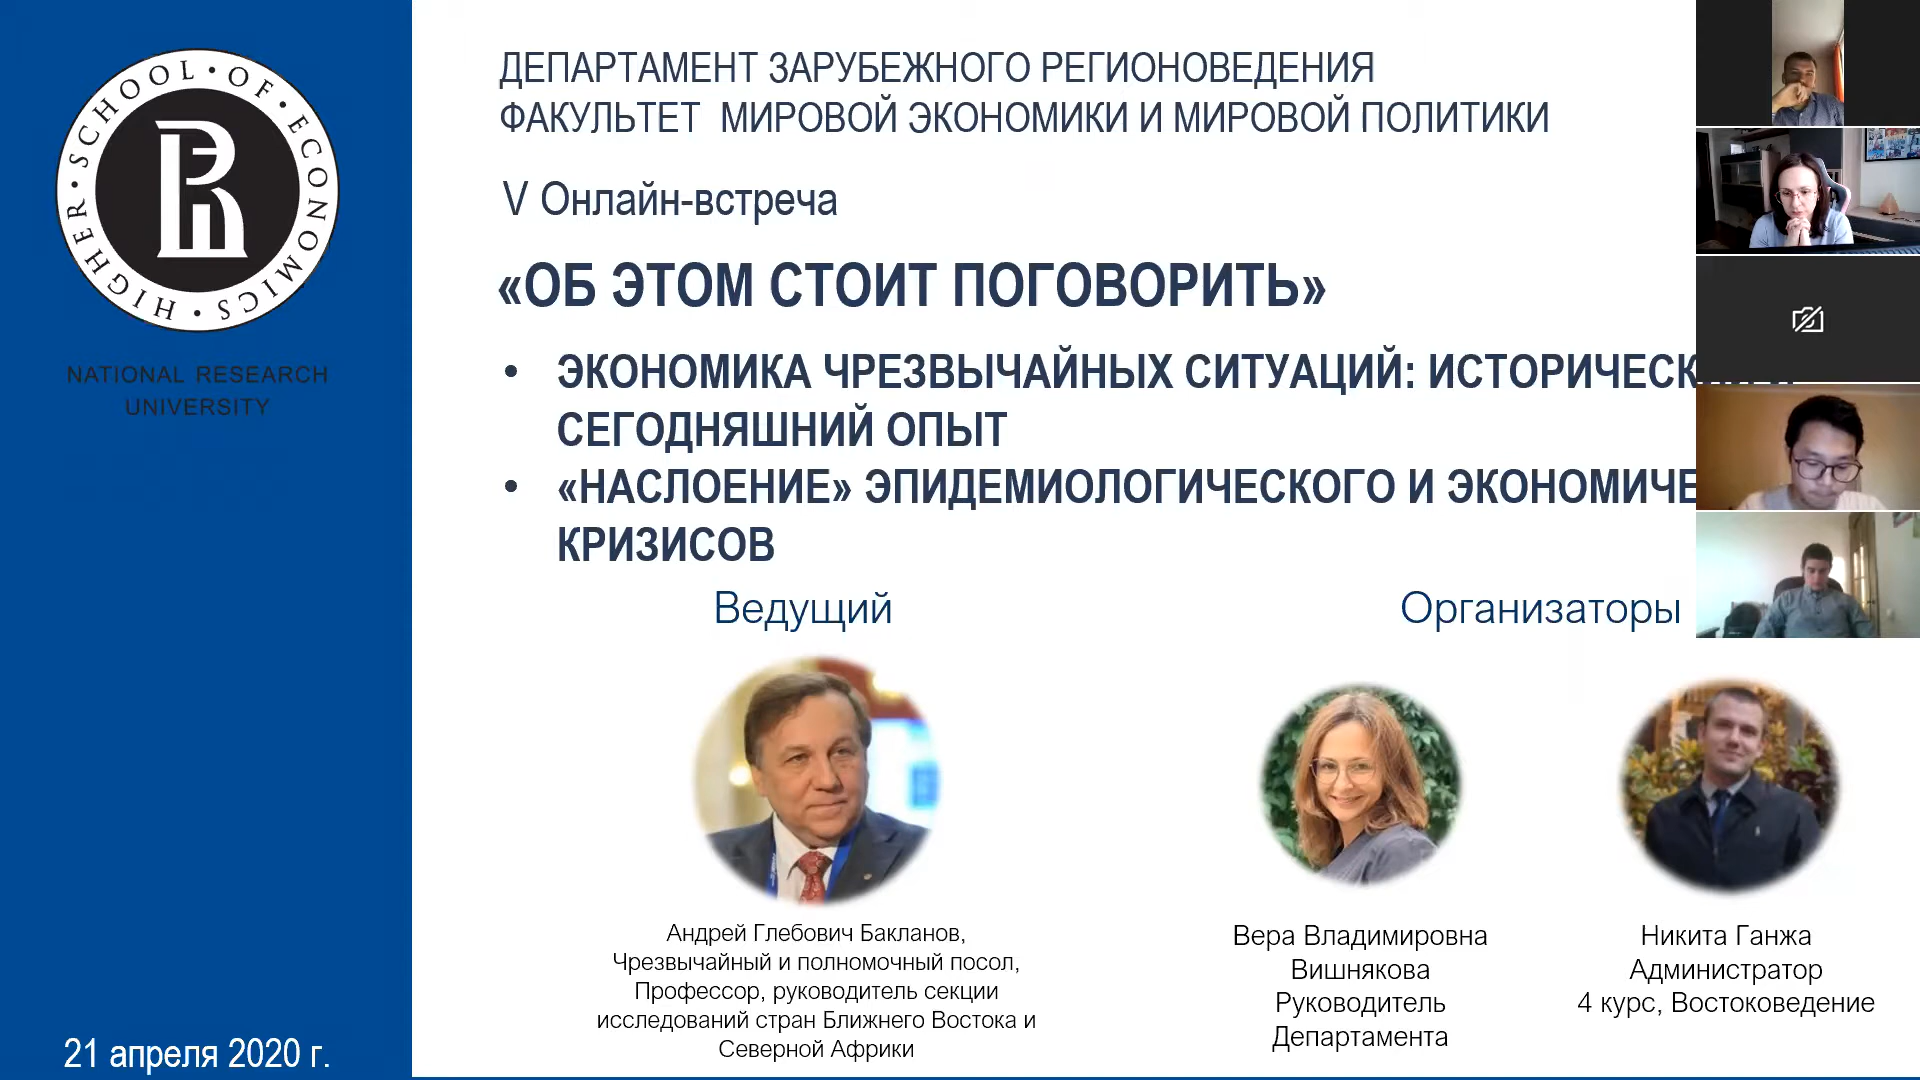 HIGHER • SCHOOL • OF • ECONOMICS •
NATIONAL RESEARCH
UNIVERSITY
21 апреля 2020 г.
ДЕПАРТАМЕНТ ЗАРУБЕЖНОГО РЕГИОНОВЕДЕНИЯ
ФАКУЛЬТЕТ МИРОВОЙ ЭКОНОМИКИ И МИРОВОЙ ПОЛИТИКИ
V Онлайн-встреча
«ОБ ЭТОМ СТОИТ ПОГОВОРИТЬ»
• ЭКОНОМИКА ЧРЕЗВЫЧАЙНЫХ СИТУАЦИЙ:
СЕГОДНЯШНИЙ ОПЫТ
• «НАСЛОЕНИЕ» ЭПИДЕМИОЛОГИЧЕСКОГО И
КРИЗИСОВ
Ведущий
Андрей Глебович Бакланов,
Чрезвычайный и полномочный посол,
Профессор, руководитель секции
исследований стран Ближнего Востока и
Северной Африки
Организаторы
Вера Владимировна
Вишнякова
Руководитель
Департамента
Никита Ганжа
Администратор
4 курс, Востоковедение